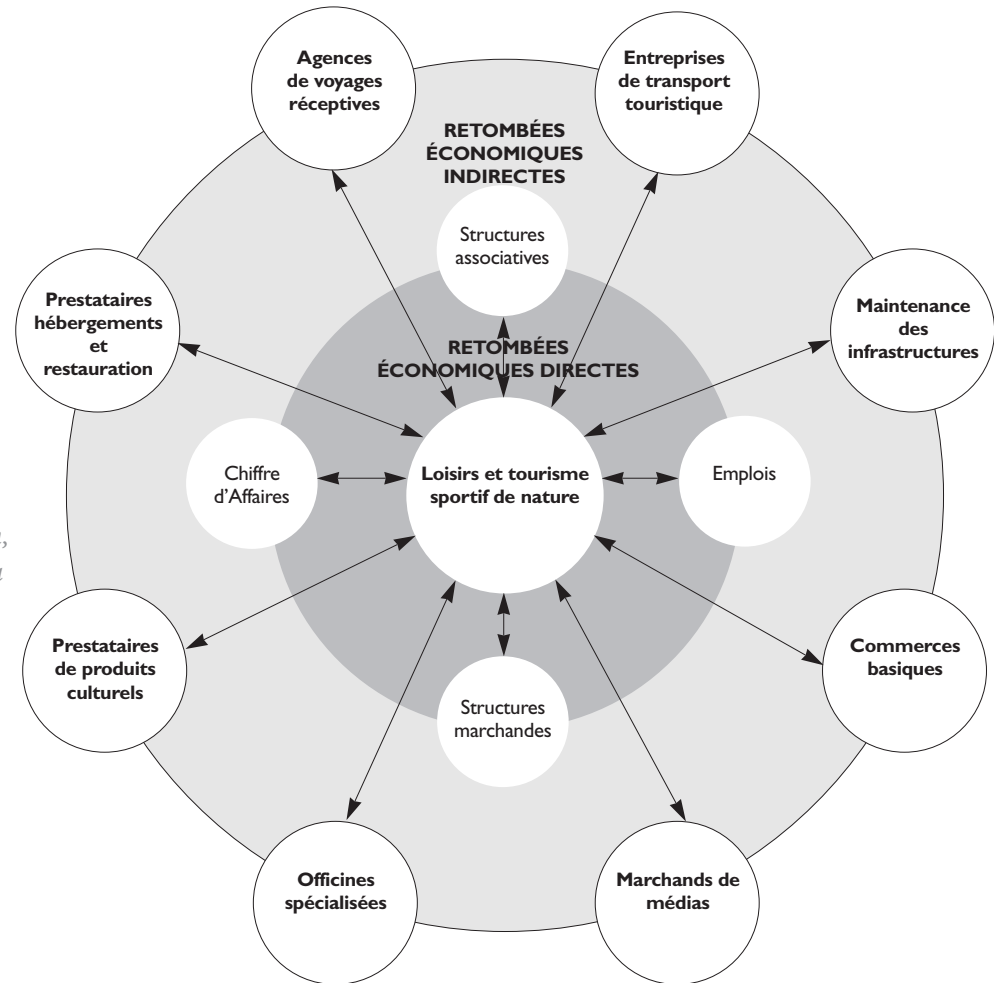 Agences
de voyages
réceptives
Entreprises
de transport
touristique
RETOMBÉES
ÉCONOMIQUES
INDIRECTES
Structures
associatives
Prestataires
hébergements
et
restauration
Maintenance
des
infrastructures
RETOMBÉES
ÉCONOMIQUES DIRECTES
Chiffre
d’Affaires
Loisirs et tourisme
sportif de nature
Emplois
Prestataires
de produits
culturels
Commerces
basiques
Structures
marchandes
Officines
spécialisées
Marchands de
médias